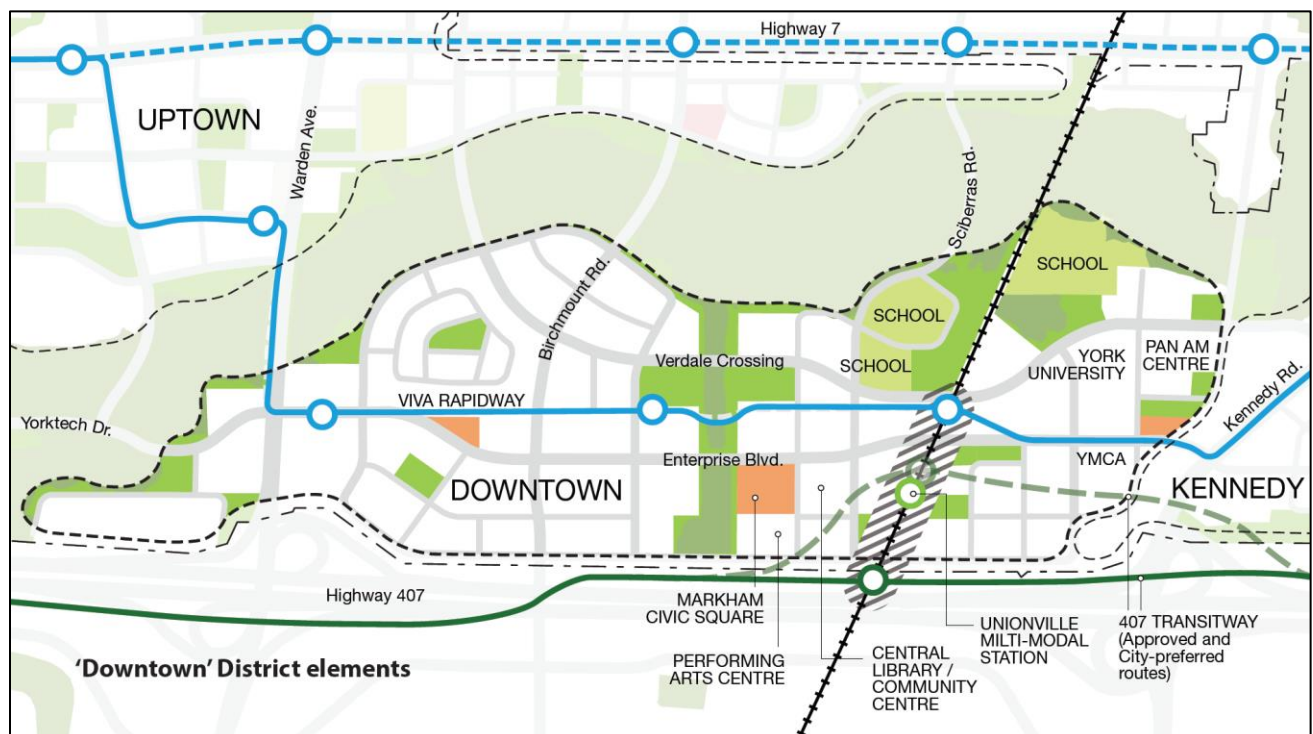 Highway 7
UPTOWN
Warden Ave.
Sciberras Rd.
Birchmount Rd.
SCHOOL
SCHOOL
SCHOOL
Verdale Crossing
YORK
UNIVERSITY
PAN AM
CENTRE
Kennedy Rd.
VIVA RAPIDWAY
Yorktech Dr.
Enterprise Blvd.
YMCA
DOWNTOWN
KENNEDY
Highway 407
MARKHAM
CIVIC SQUARE
PERFORMING
ARTS CENTRE
CENTRAL
LIBRARY /
COMMUNITY
CENTRE
UNIONVILLE
MILTI-MODAL
STATION
407 TRANSITWAY
(Approved and
City-preferred
routes)
‘Downtown’ District elements